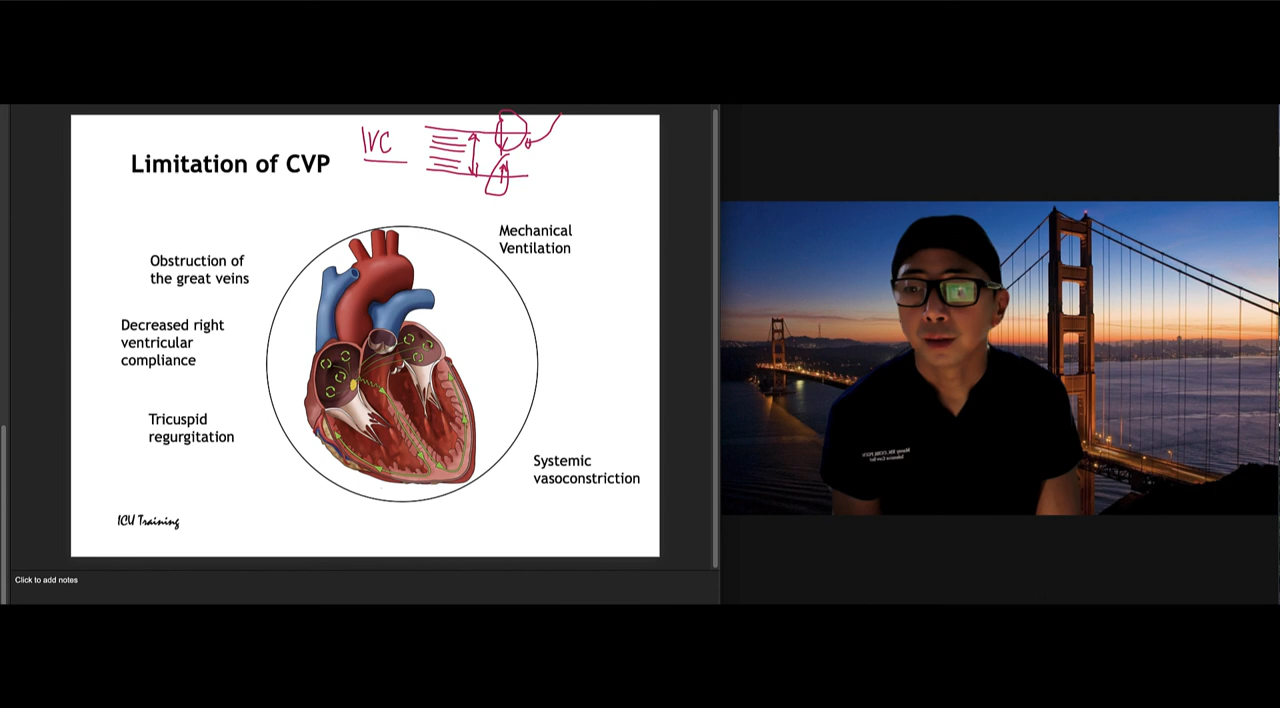 IVC
Limitation of CVP
Mechanical
Ventilation
Obstruction of
the great veins
Decreased right
ventricular
compliance
Tricuspid
regurgitation
Systemic
vasoconstriction
ICU Training
Click to add notes